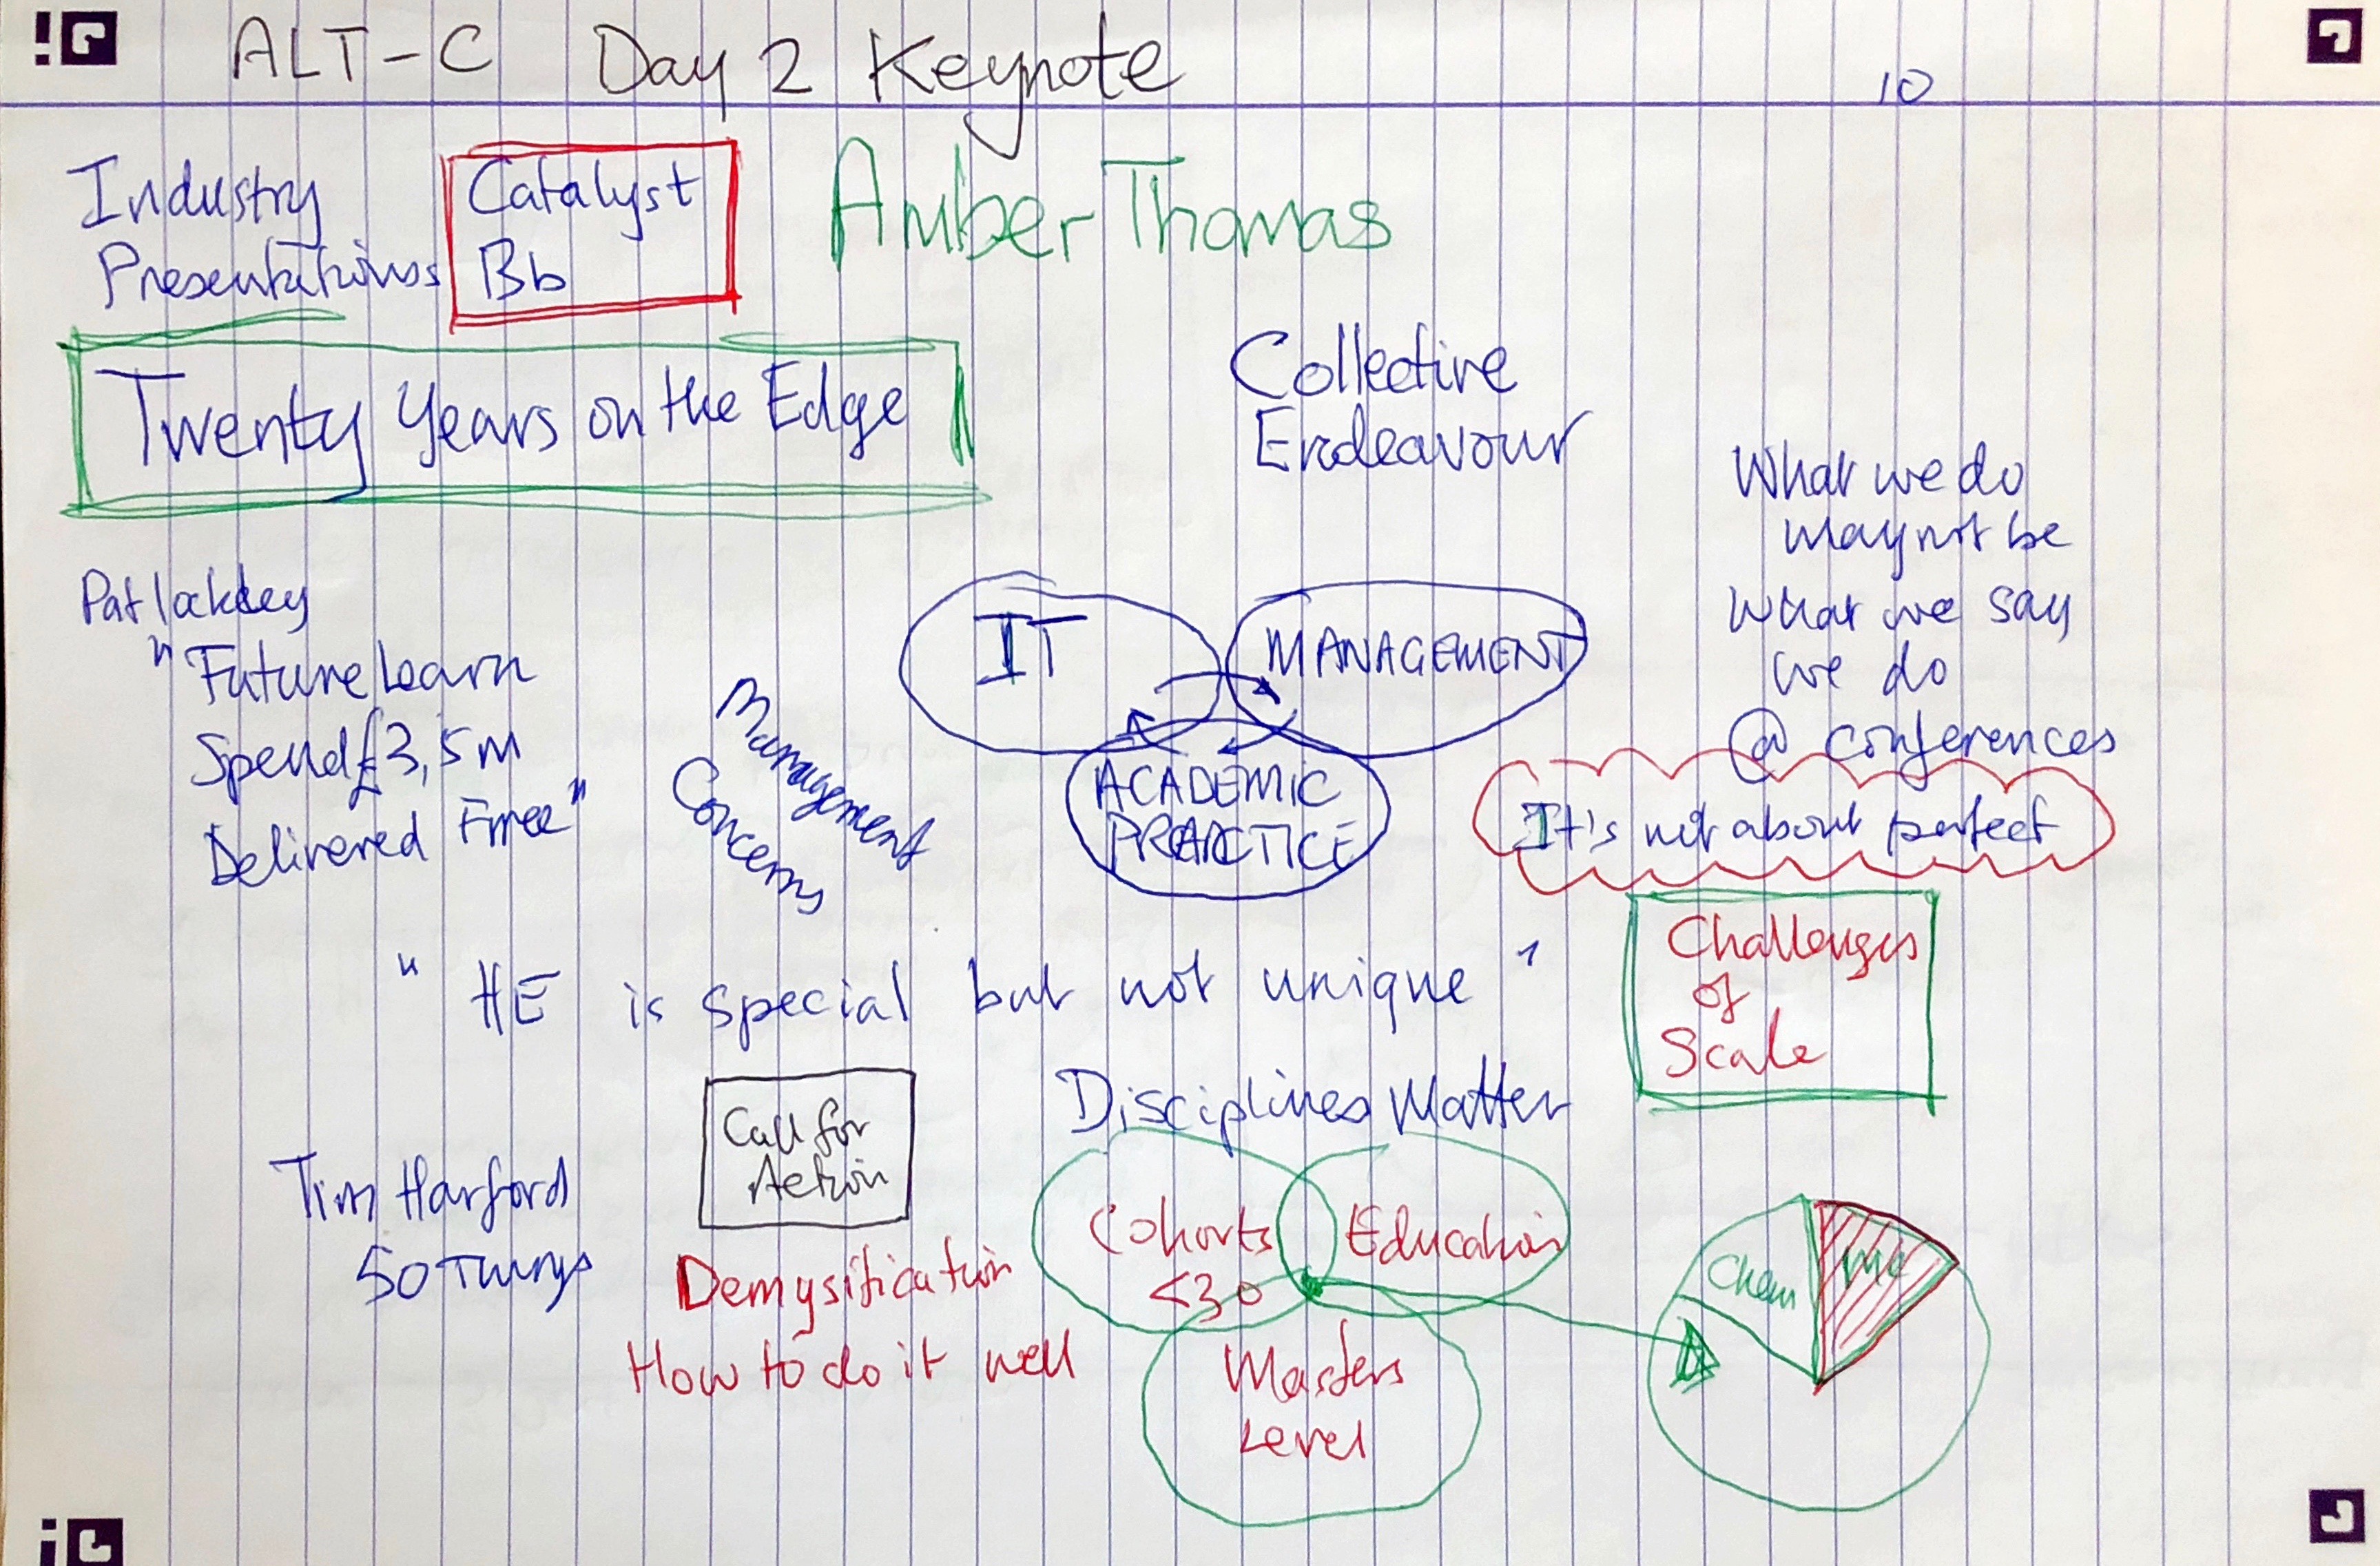 ALT-C Day 2 Keynote
10
Industry
Presentations
Catalyst
Bb
Amber Thomas
Twenty Years on the Edge
Collective
Endeavour
What we do
may not be
what we say
we do
@ conferences
Pat lockley
"Future Learn
Spend £3,5m
Delivered Free"
Management
Concerns
IT
MANAGEMENT
ACADEMIC
PRACTICE
It's not about perfect
"HE is special but not unique"
Challenges
of
Scale
Call for
Action
Disciplines Matter
Tim Harford
50 Things
Demysification
How to do it well
Cohorts
<30
Education
Masters
Level
Chem